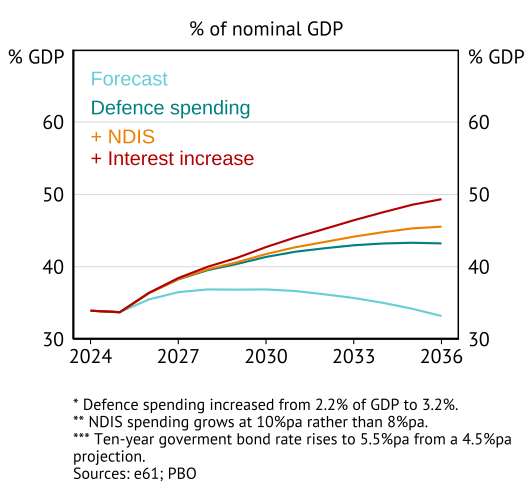 % of nominal GDP
% GDP
% GDP
Forecast
Defence spending
+ NDIS
+ Interest increase
60
60
50
50
40
40
30
30
2024
2027
2030
2033
2036
* Defence spending increased from 2.2% of GDP to 3.2%.
** NDIS spending grows at 10%pa rather than 8%pa.
*** Ten-year goverment bond rate rises to 5.5%pa from a 4.5%pa
projection.
Sources: e61; PBO